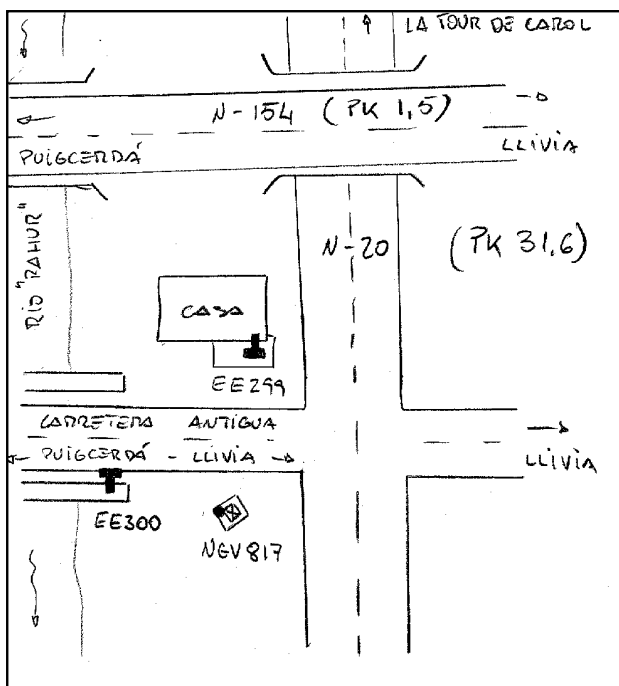 LA TOUR DE CAROL
N-154 (PK 1,5)
PUIGCERDÁ
LLIVIA
RÍO "RAHUR"
N-20 (PK 31,6)
CASA
EE299
CARRETERA ANTIGUA
PUIGCERDÁ - LLIVIA
LLIVIA
EE300
NGV817